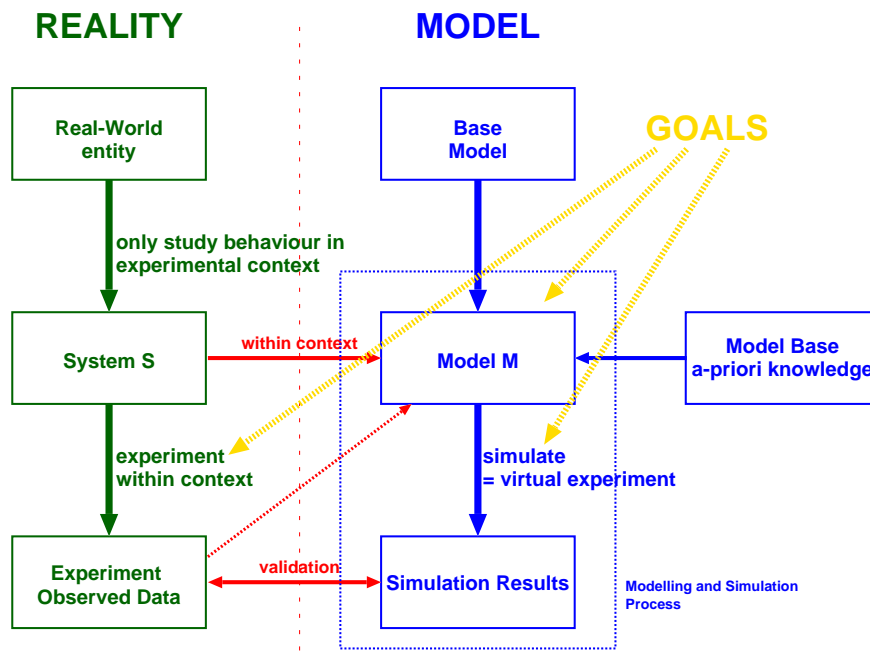 REALITY
MODEL
Real-World
entity
Base
Model
GOALS
only study behaviour in
experimental context
System S
within context
Model M
Model Base
a-priori knowledge
experiment
within context
simulate
= virtual experiment
Experiment
Observed Data
validation
Simulation Results
Modelling and Simulation
Process